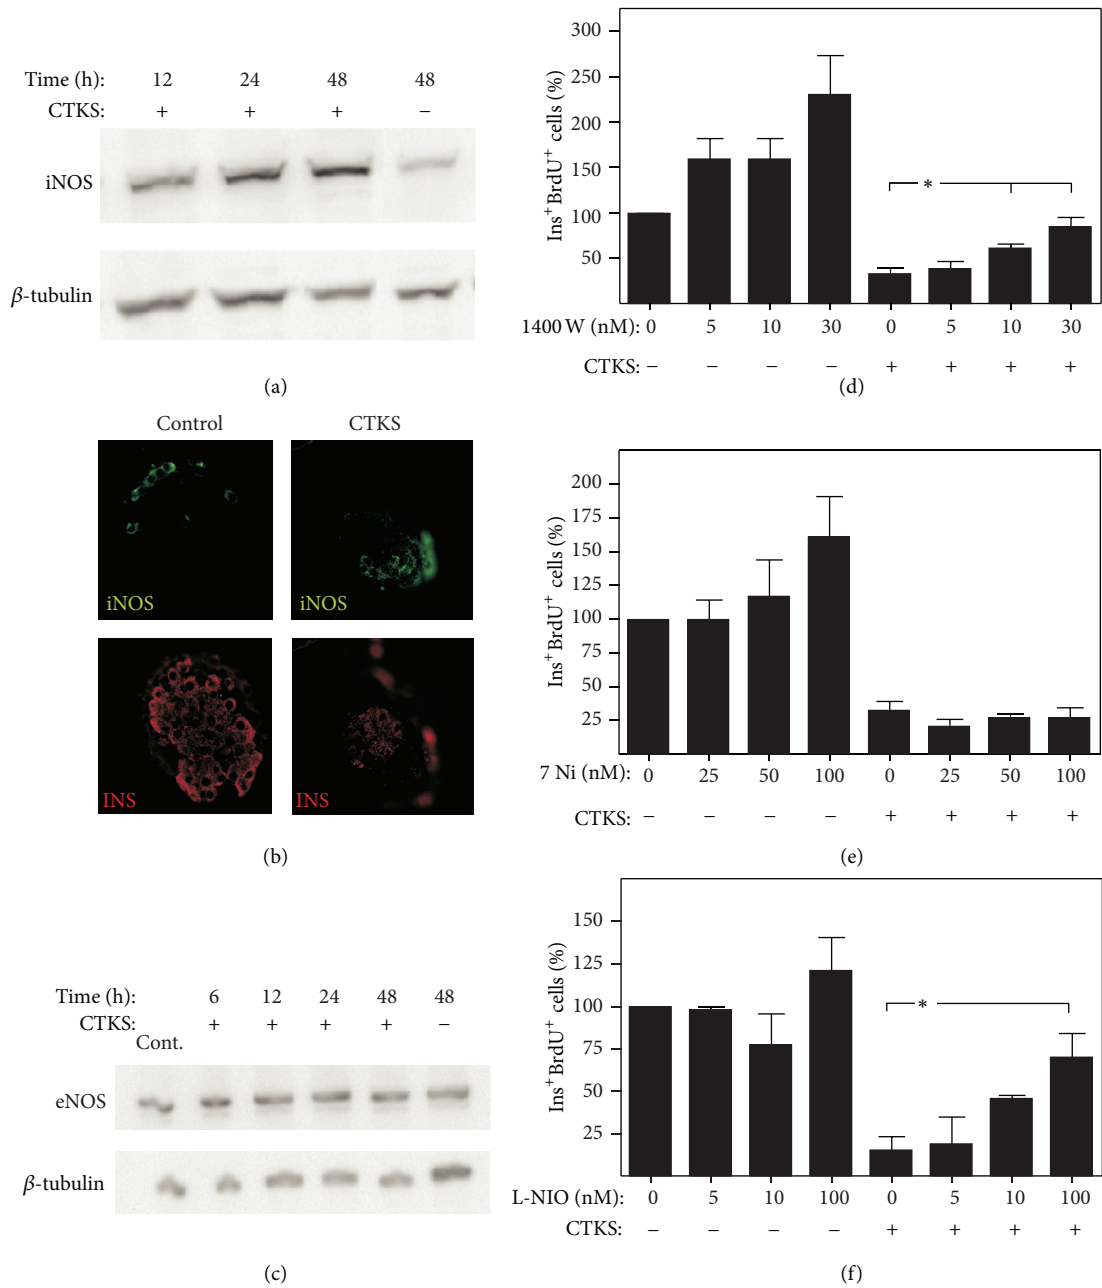 Time (h): 12 24 48 48
CTKS: + + + −
iNOS
β-tubulin
(a)
Control CTKS
iNOS iNOS
INS INS
(b)
Time (h): 6 12 24 48 48
CTKS: + + + + −
Cont.
eNOS
β-tubulin
(c)
Ins⁺BrdU⁺ cells (%)
300
250
200
150
100
50
*
1400 W (nM): 0 5 10 30 0 5 10 30
CTKS: − − − − + + + +
(d)
Ins⁺BrdU⁺ cells (%)
200
175
150
125
100
75
50
25
7 Ni (nM): 0 25 50 100 0 25 50 100
CTKS: − − − − + + + +
(e)
Ins⁺BrdU⁺ cells (%)
150
125
100
75
50
25
*
L-NIO (nM): 0 5 10 100 0 5 10 100
CTKS: − − − − + + + +
(f)